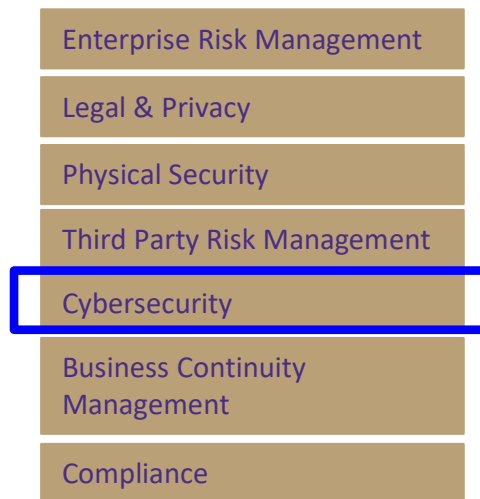 Enterprise Risk Management
Legal & Privacy
Physical Security
Third Party Risk Management
Cybersecurity
Business Continuity
Management
Compliance